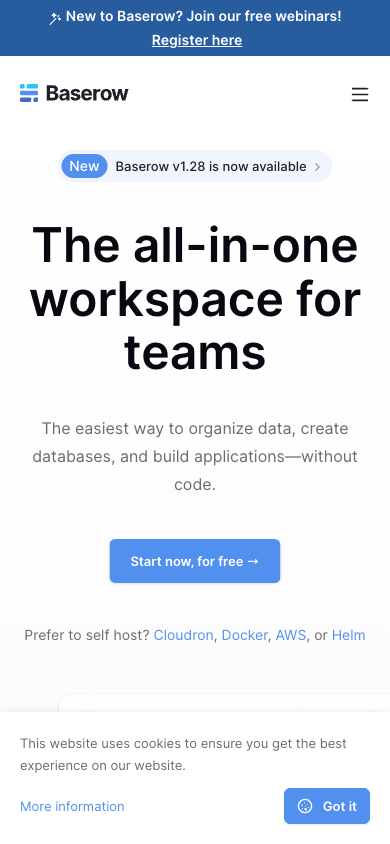 New to Baserow? Join our free webinars!
Register here
Baserow
New Baserow v1.28 is now available
The all-in-one
workspace for
teams
The easiest way to organize data, create
databases, and build applications—without
code.
Start now, for free →
Prefer to self host? Cloudron, Docker, AWS, or Helm
This website uses cookies to ensure you get the best
experience on our website.
More information
Got it